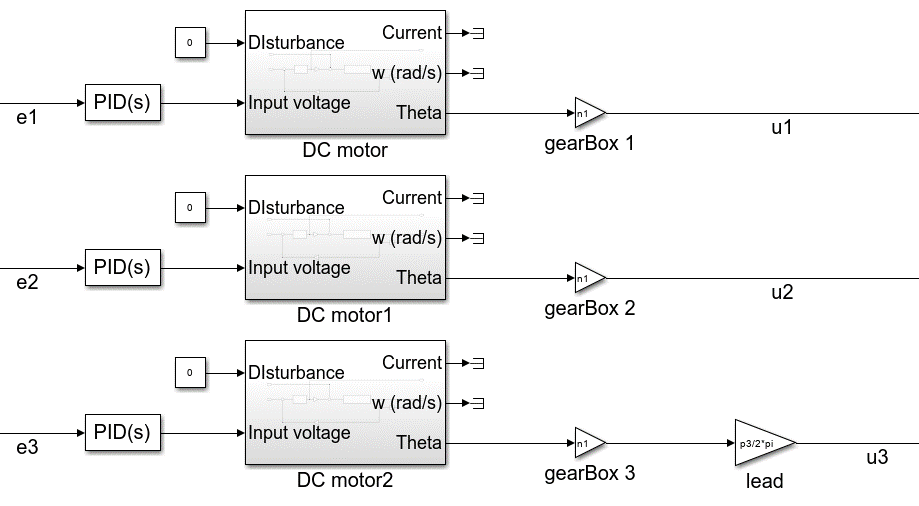 Current
0
DIsturbance
w (rad/s)
e1
PID(s)
Input voltage
Theta
n1
u1
gearBox 1
DC motor
Current
0
DIsturbance
w (rad/s)
e2
PID(s)
Input voltage
Theta
n1
u2
gearBox 2
DC motor1
Current
0
DIsturbance
w (rad/s)
e3
PID(s)
Input voltage
Theta
n1
p3/2*pi
u3
gearBox 3
lead
DC motor2